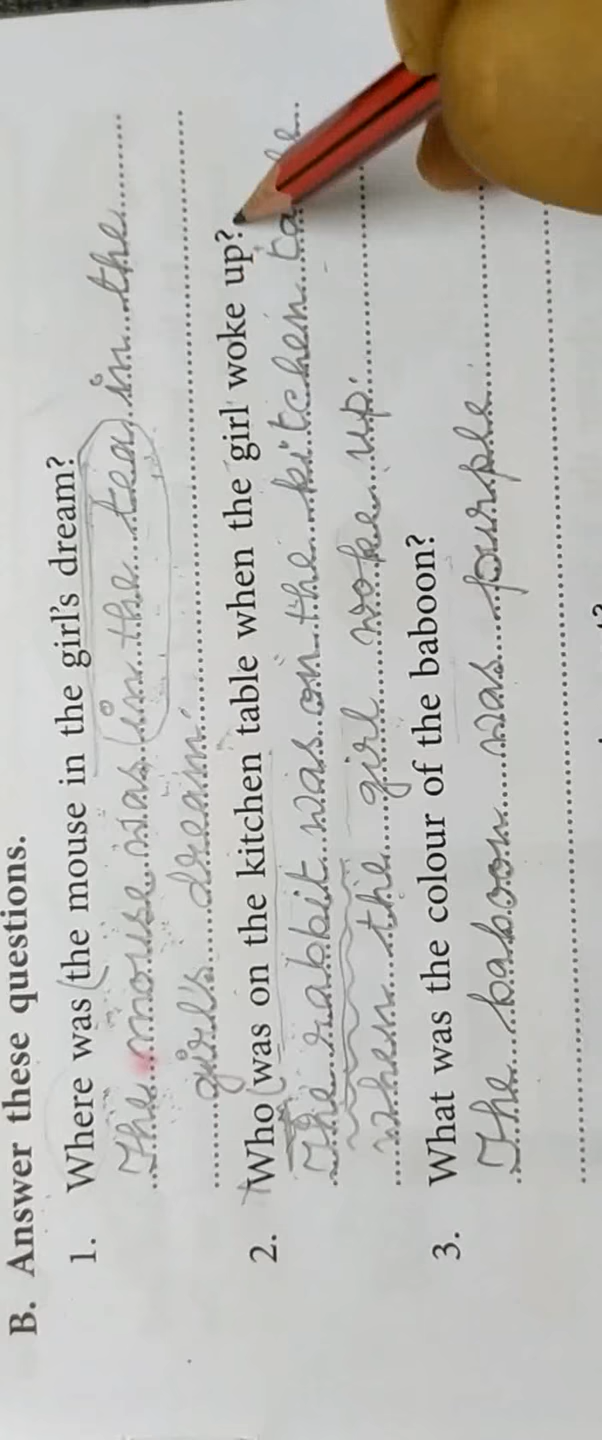 B. Answer these questions.
1. Where was the mouse in the girl's dream?
The mouse was in the tea in the
girl's dream.
2. Who was on the kitchen table when the girl woke up?
The rabbit was on the kitchen
when the girl woke up.
3. What was the colour of the baboon?
The baboon was purple